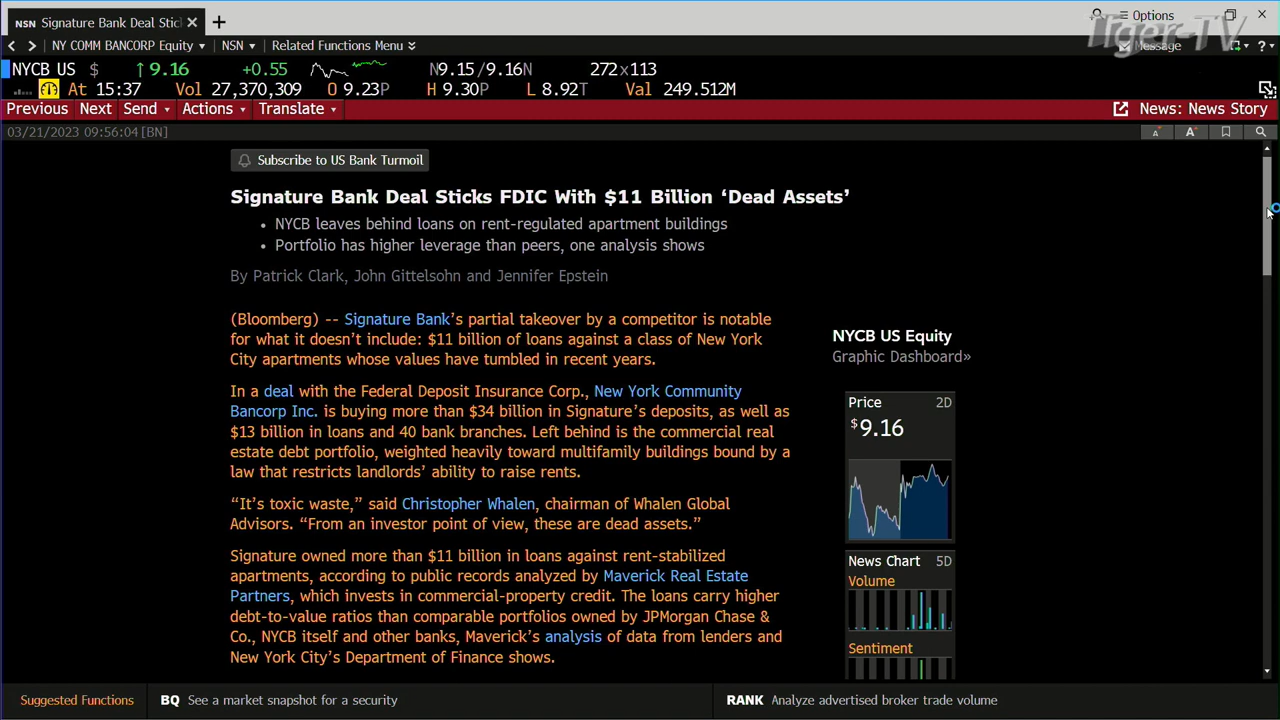 NSN Signature Bank Deal Stic
Options
NY COMM BANCORP Equity NSN Related Functions Menu
Message
Tiger-TV
NYCB US $ ↑ 9.16 +0.55 N9.15/9.16N 272x113
At 15:37 Vol 27,370,309 O 9.23P H 9.30P L 8.92T Val 249.512M
Previous Next Send Actions Translate News: News Story
03/21/2023 09:56:04[BN]
Subscribe to US Bank Turmoil
Signature Bank Deal Sticks FDIC With $11 Billion ‘Dead Assets’
• NYCB leaves behind loans on rent-regulated apartment buildings
• Portfolio has higher leverage than peers, one analysis shows
By Patrick Clark, John Gittelsohn and Jennifer Epstein
(Bloomberg) -- Signature Bank’s partial takeover by a competitor is notable
for what it doesn’t include: $11 billion of loans against a class of New York
City apartments whose values have tumbled in recent years.
In a deal with the Federal Deposit Insurance Corp., New York Community
Bancorp Inc. is buying more than $34 billion in Signature’s deposits, as well as
$13 billion in loans and 40 bank branches. Left behind is the commercial real
estate debt portfolio, weighted heavily toward multifamily buildings bound by a
law that restricts landlords’ ability to raise rents.
“It’s toxic waste,” said Christopher Whalen, chairman of Whalen Global
Advisors. “From an investor point of view, these are dead assets.”
Signature owned more than $11 billion in loans against rent-stabilized
apartments, according to public records analyzed by Maverick Real Estate
Partners, which invests in commercial-property credit. The loans carry higher
debt-to-value ratios than comparable portfolios owned by JPMorgan Chase &
Co., NYCB itself and other banks, Maverick’s analysis of data from lenders and
New York City’s Department of Finance shows.
NYCB US Equity
Graphic Dashboard»
Price 2D
$9.16
News Chart 5D
Volume
Sentiment
Suggested Functions BQ See a market snapshot for a security RANK Analyze advertised broker trade volume